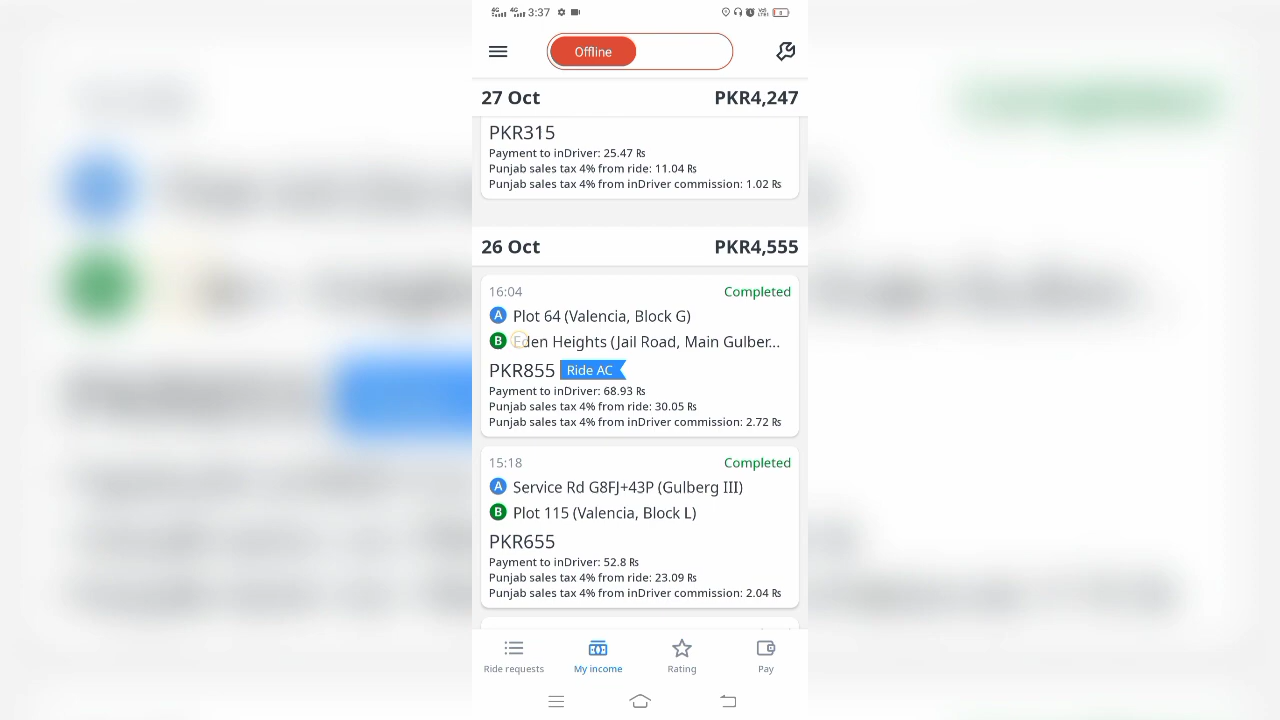 4G 4G 3:37
Offline
27 Oct PKR4,247
PKR315
Payment to inDriver: 25.47 ₨
Punjab sales tax 4% from ride: 11.04 ₨
Punjab sales tax 4% from inDriver commission: 1.02 ₨
26 Oct PKR4,555
16:04 Completed
A Plot 64 (Valencia, Block G)
B Eden Heights (Jail Road, Main Gulber...
PKR855 Ride AC
Payment to inDriver: 68.93 ₨
Punjab sales tax 4% from ride: 30.05 ₨
Punjab sales tax 4% from inDriver commission: 2.72 ₨
15:18 Completed
A Service Rd G8FJ+43P (Gulberg III)
B Plot 115 (Valencia, Block L)
PKR655
Payment to inDriver: 52.8 ₨
Punjab sales tax 4% from ride: 23.09 ₨
Punjab sales tax 4% from inDriver commission: 2.04 ₨
Ride requests My income Rating Pay